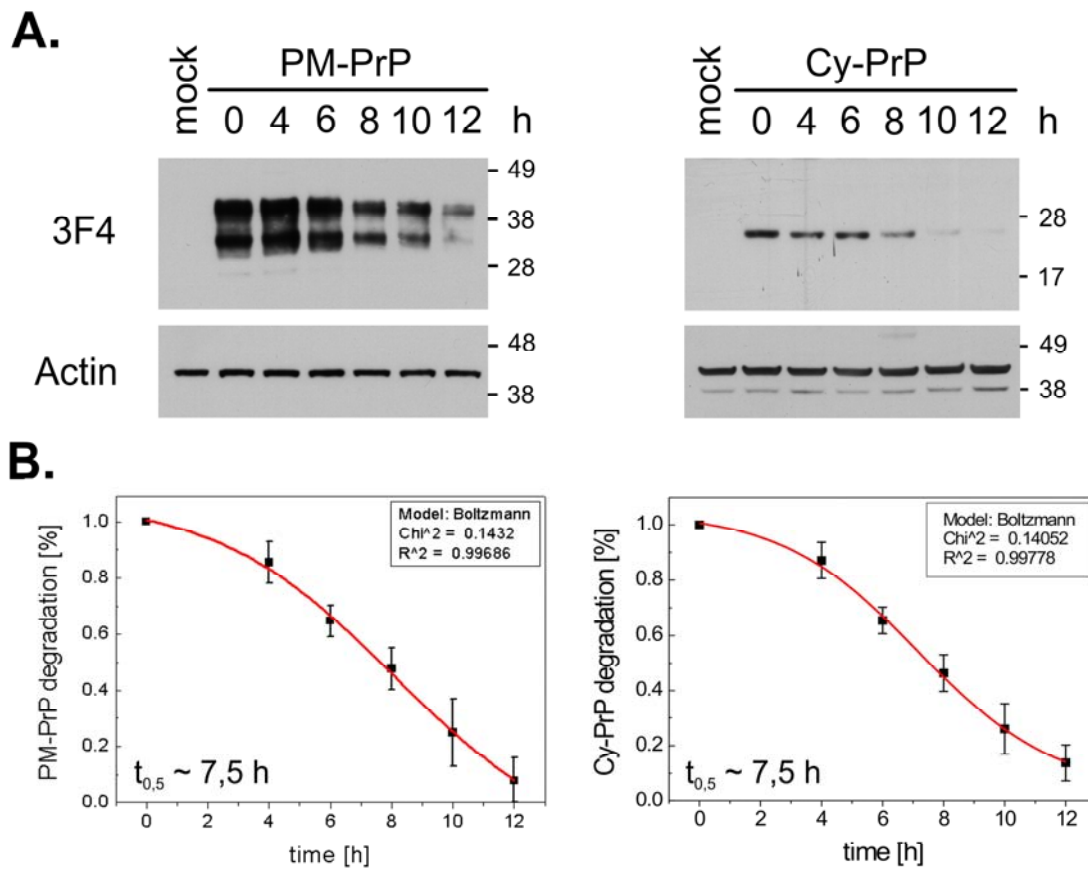 A.
mock
PM-PrP
0 4 6 8 10 12 h
3F4
49
38
28
Actin
48
38
mock
Cy-PrP
0 4 6 8 10 12 h
28
17
49
38
B.
PM-PrP degradation [%]
1.0
0.8
0.6
0.4
0.2
0.0
Model: Boltzmann
Chi^2 = 0.1432
R^2 = 0.99686
t0,5 ~ 7,5 h
0 2 4 6 8 10 12
time [h]
Cy-PrP degradation [%]
1.0
0.8
0.6
0.4
0.2
0.0
Model: Boltzmann
Chi^2 = 0.14052
R^2 = 0.99778
t0,5 ~ 7,5 h
0 2 4 6 8 10 12
time [h]